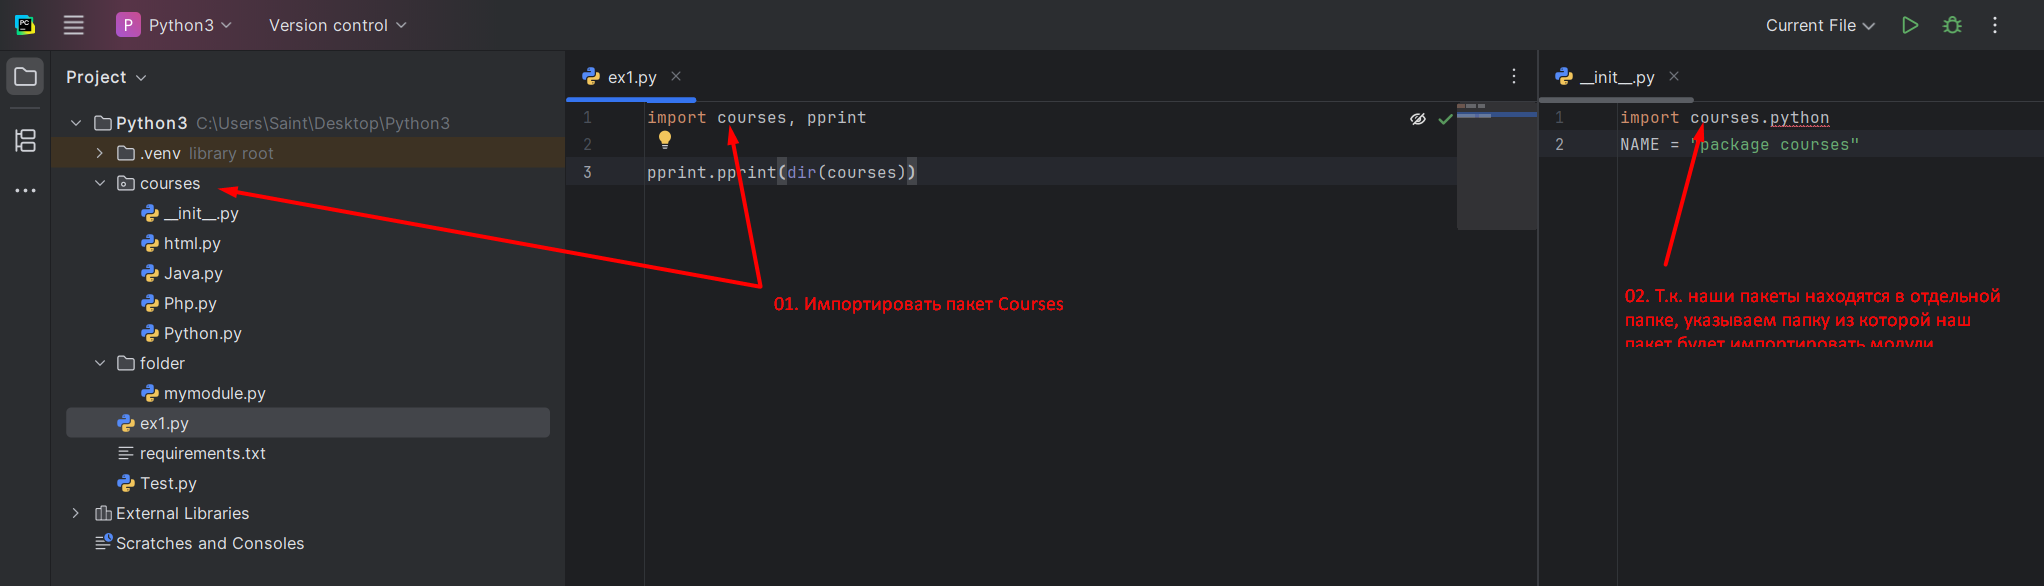 P Python3 Version control Current File
Project
Python3 C:\Users\Saint\Desktop\Python3
.venv library root
courses
__init__.py
html.py
Java.py
Php.py
Python.py
folder
mymodule.py
ex1.py
requirements.txt
Test.py
External Libraries
Scratches and Consoles
ex1.py
1 import courses, pprint
2
3 pprint.pprint(dir(courses))
01. Импортировать пакет Courses
__init__.py
1 import courses.python
2 NAME = "package courses"
02. Т.к. наши пакеты находятся в отдельной
папке, указываем папку из которой наш
пакет будет импортировать модули